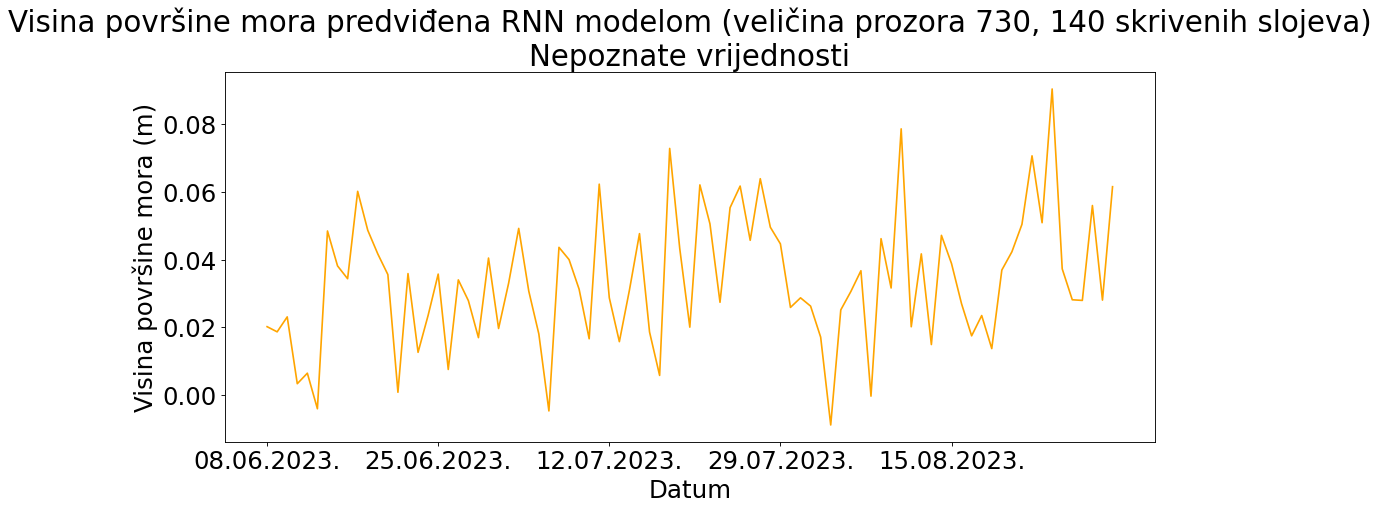 Visina površine mora predviđena RNN modelom (veličina prozora 730, 140 skrivenih slojeva)
Nepoznate vrijednosti
Visina površine mora (m)
0.08
0.06
0.04
0.02
0.00
08.06.2023. 25.06.2023. 12.07.2023. 29.07.2023. 15.08.2023.
Datum